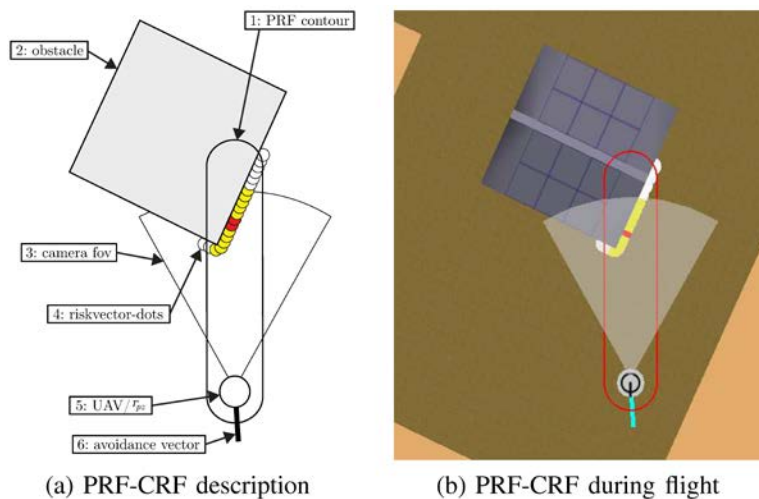 1: PRF contour
2: obstacle
3: camera fov
4: riskvector-dots
5: UAV/r_pz
6: avoidance vector
(a) PRF-CRF description
(b) PRF-CRF during flight